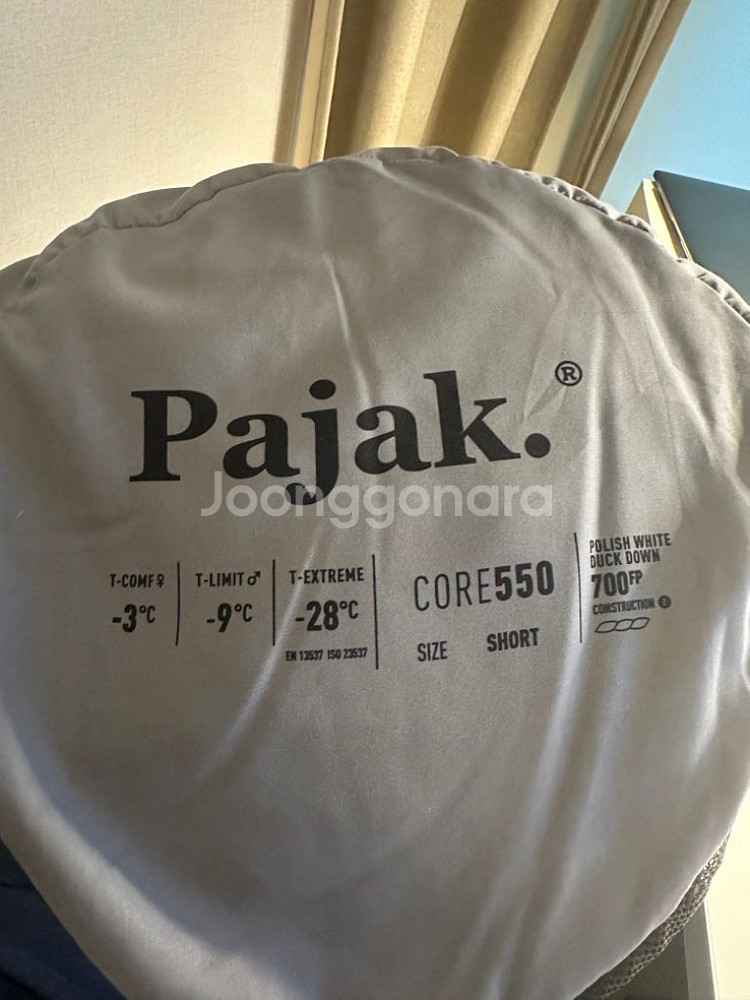 Pajak.®
Joonggonara
T-COMF♀
-3°C
T-LIMIT♂
-9°C
T-EXTREME
-28°C
EN 13537 ISO 23537
CORE550
SIZE SHORT
POLISH WHITE
DUCK DOWN
700FP
CONSTRUCTION